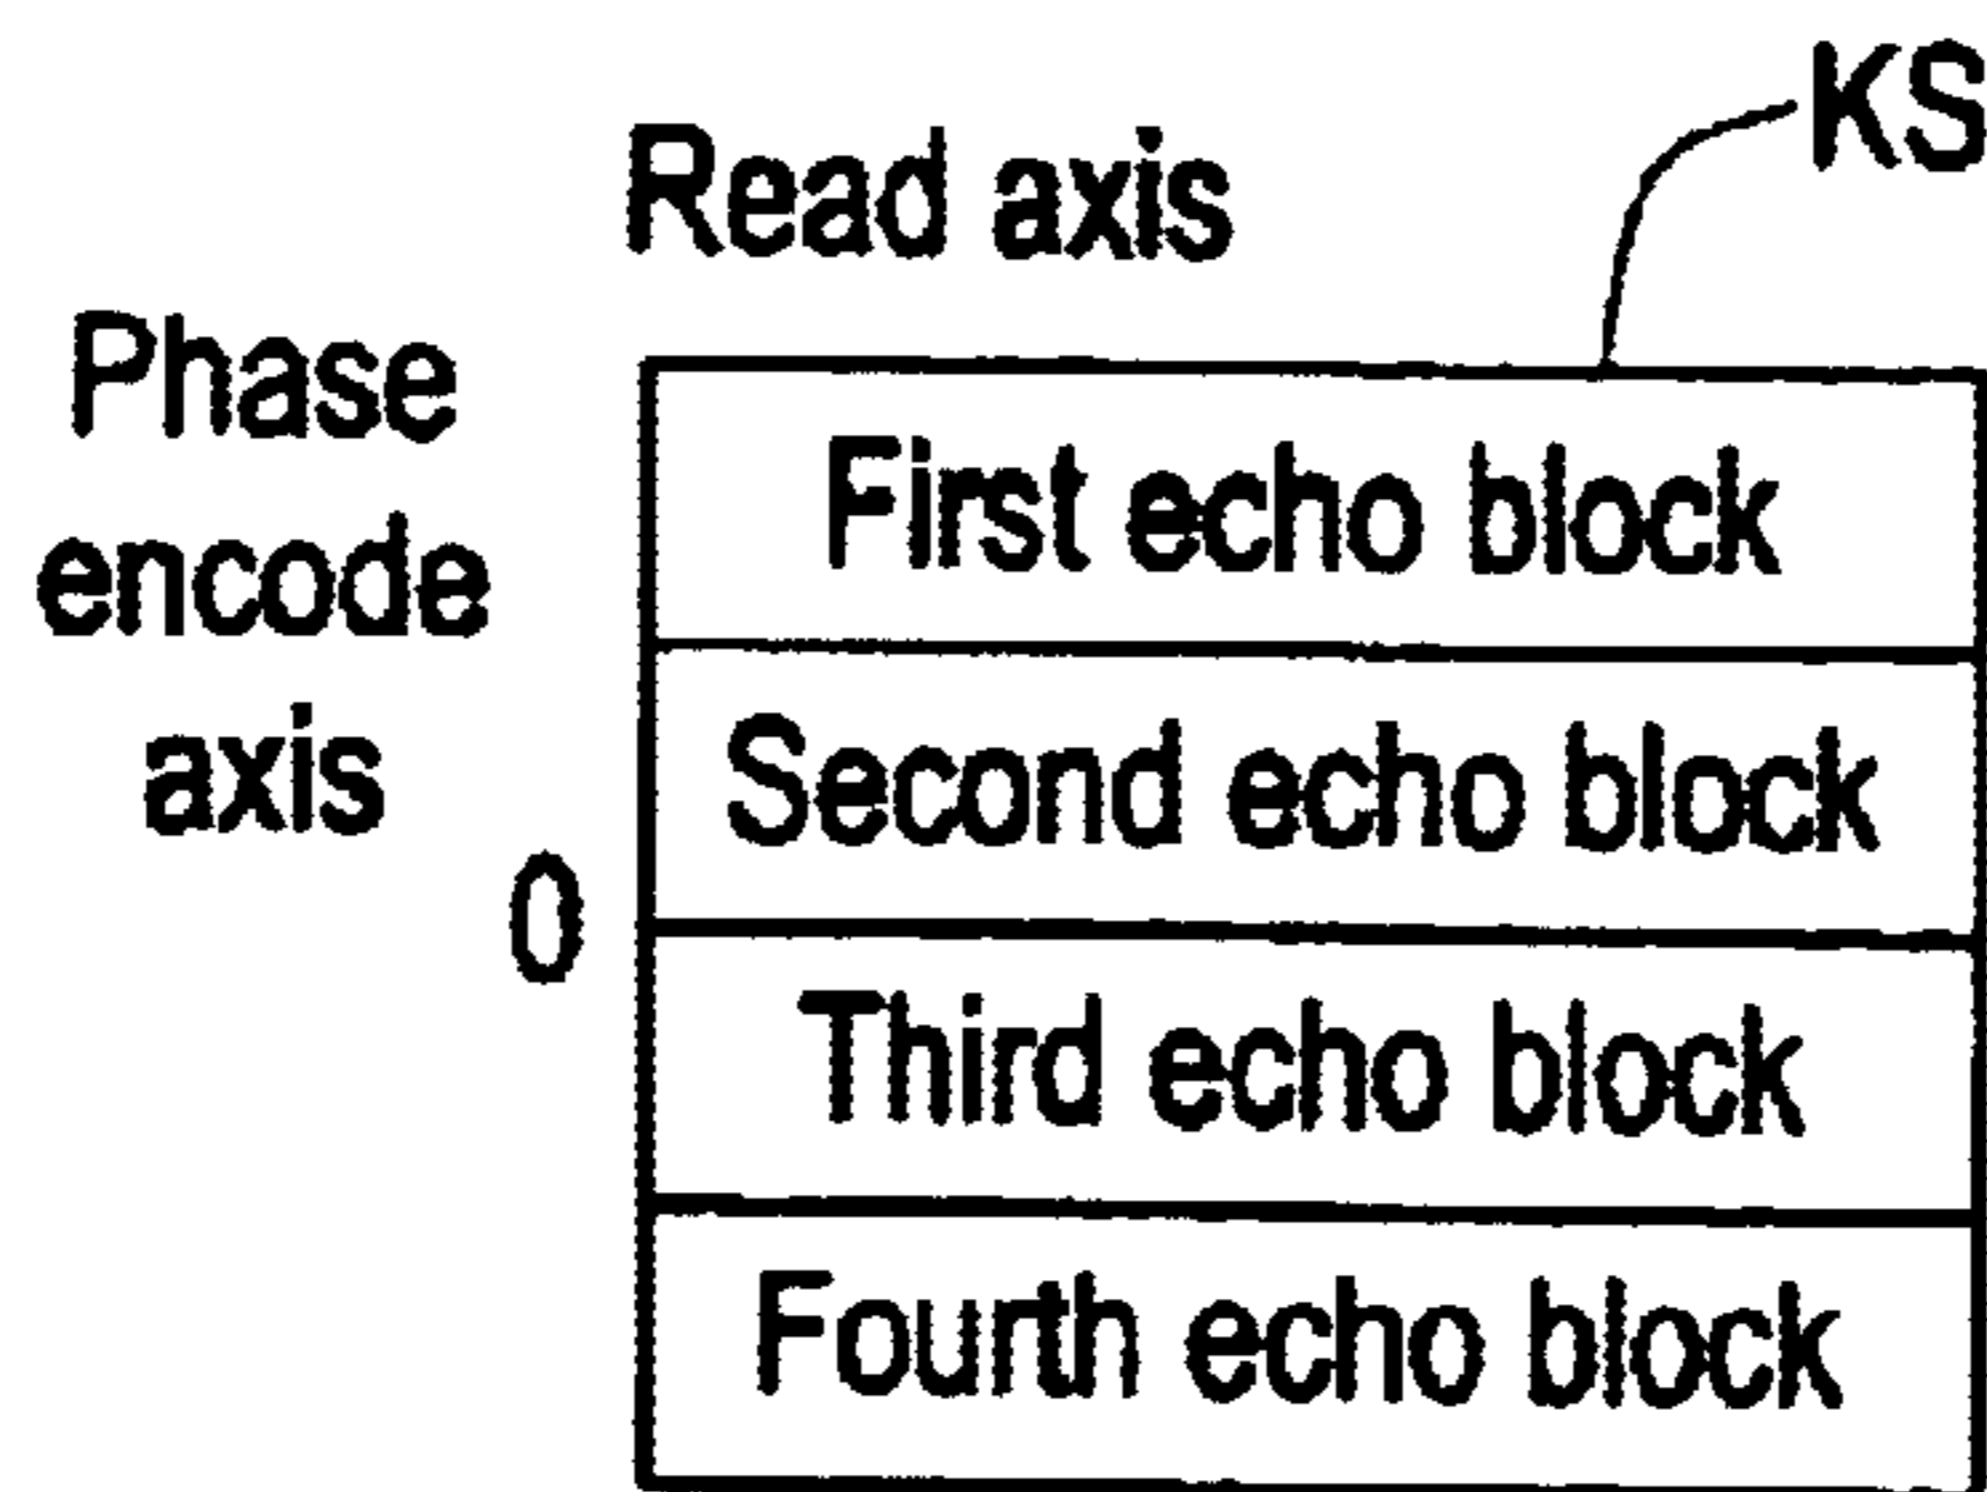 KS
Read axis
Phase
encode
axis
0
First echo block
Second echo block
Third echo block
Fourth echo block